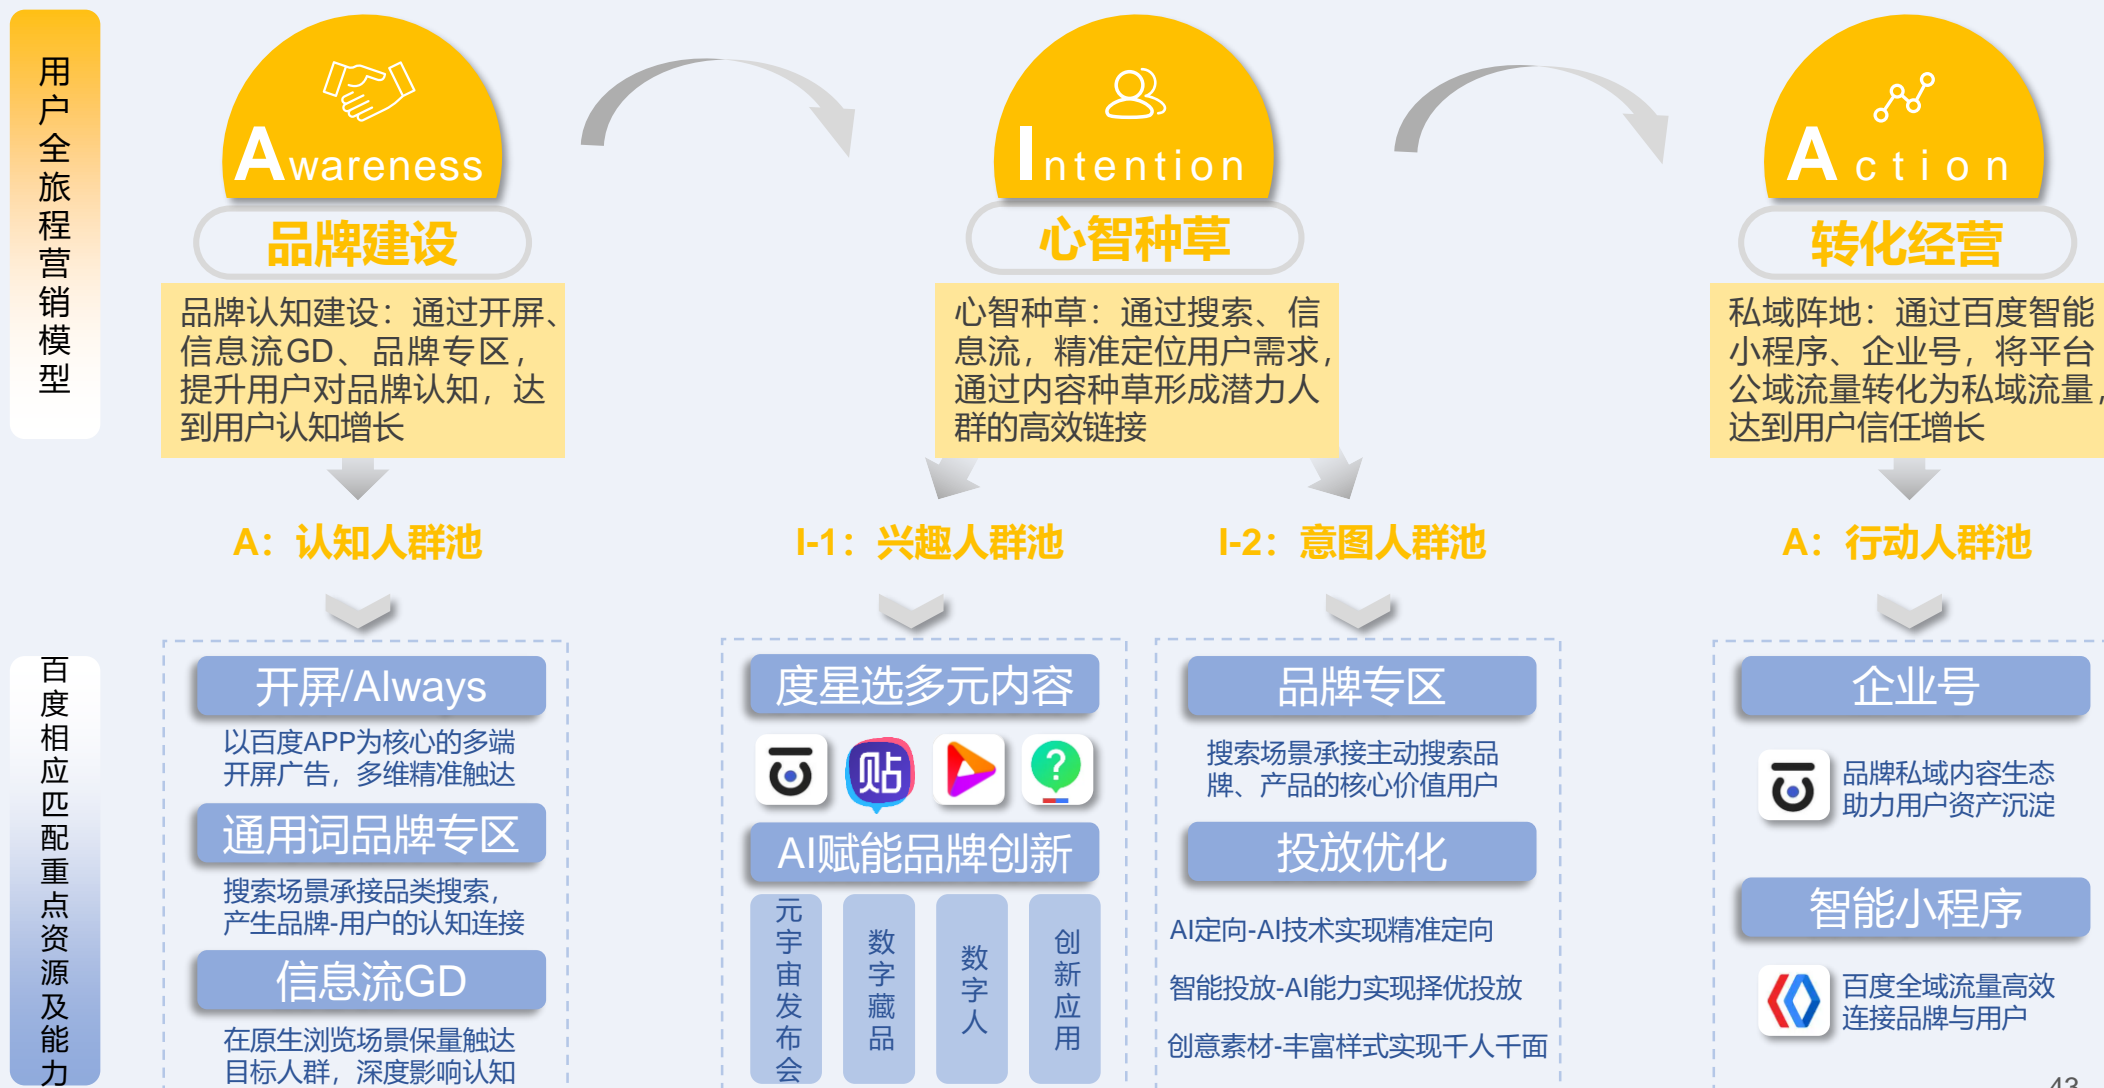 用户全旅程营销模型
Awareness
品牌建设
品牌认知建设：通过开屏、
信息流GD、品牌专区，
提升用户对品牌认知，达
到用户认知增长
A：认知人群池
Intention
心智种草
心智种草：通过搜索、信
息流，精准定位用户需求，
通过内容种草形成潜力人
群的高效链接
I-1：兴趣人群池
I-2：意图人群池
Action
转化经营
私域阵地：通过百度智能
小程序、企业号，将平台
公域流量转化为私域流量，
达到用户信任增长
A：行动人群池
百度相应匹配重点资源及能力
开屏/Always
以百度APP为核心的多端
开屏广告，多维精准触达
通用词品牌专区
搜索场景承接品类搜索，
产生品牌-用户的认知连接
信息流GD
在原生浏览场景保量触达
目标人群，深度影响认知
度星选多元内容
贴
?
AI赋能品牌创新
元宇宙发布会
数字藏品
数字人
创新应用
品牌专区
搜索场景承接主动搜索品
牌、产品的核心价值用户
投放优化
AI定向-AI技术实现精准定向
智能投放-AI能力实现择优投放
创意素材-丰富样式实现千人千面
企业号
品牌私域内容生态
助力用户资产沉淀
智能小程序
百度全域流量高效
连接品牌与用户
43